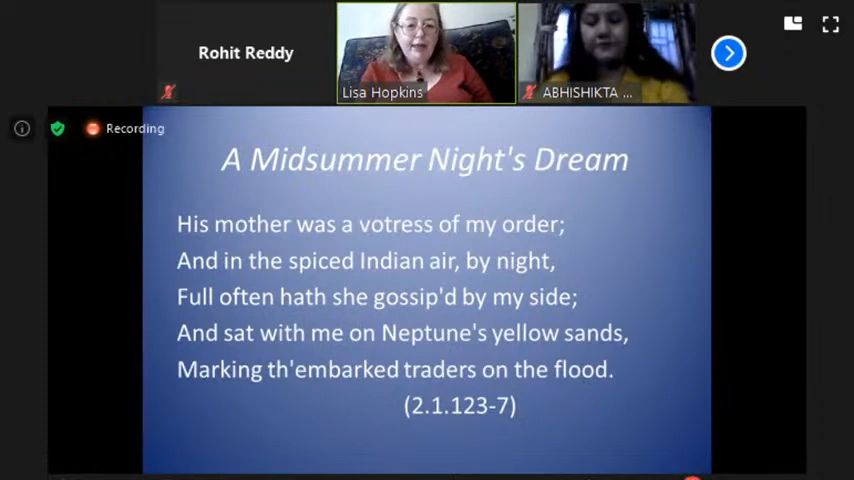 Rohit Reddy
Lisa Hopkins
ABHISHIKTA ...
Recording
A Midsummer Night's Dream
His mother was a votress of my order;
And in the spiced Indian air, by night,
Full often hath she gossip'd by my side;
And sat with me on Neptune's yellow sands,
Marking th'embarked traders on the flood.
(2.1.123-7)